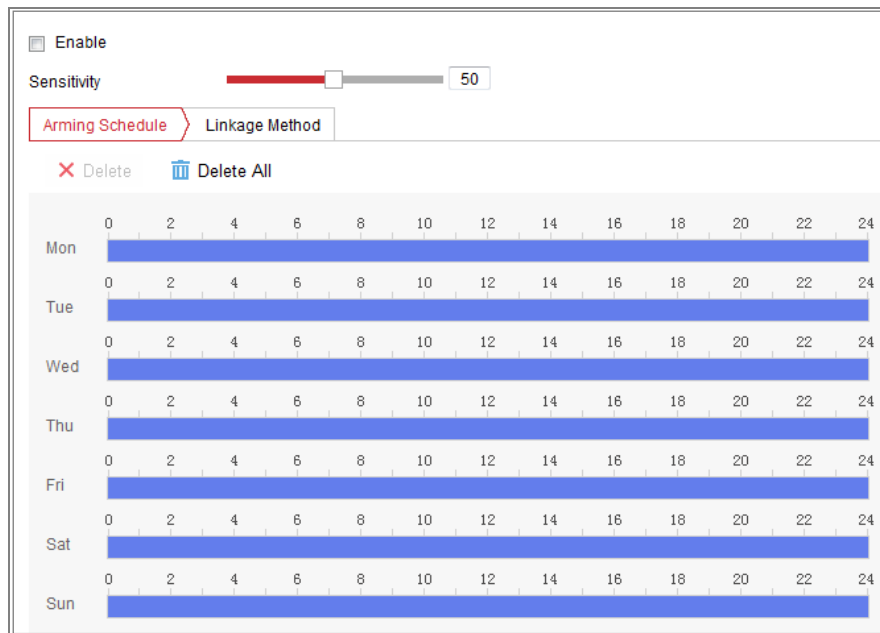 Enable
Sensitivity 50
Arming Schedule Linkage Method
Delete Delete All
0 2 4 6 8 10 12 14 16 18 20 22 24
Mon
0 2 4 6 8 10 12 14 16 18 20 22 24
Tue
0 2 4 6 8 10 12 14 16 18 20 22 24
Wed
0 2 4 6 8 10 12 14 16 18 20 22 24
Thu
0 2 4 6 8 10 12 14 16 18 20 22 24
Fri
0 2 4 6 8 10 12 14 16 18 20 22 24
Sat
0 2 4 6 8 10 12 14 16 18 20 22 24
Sun